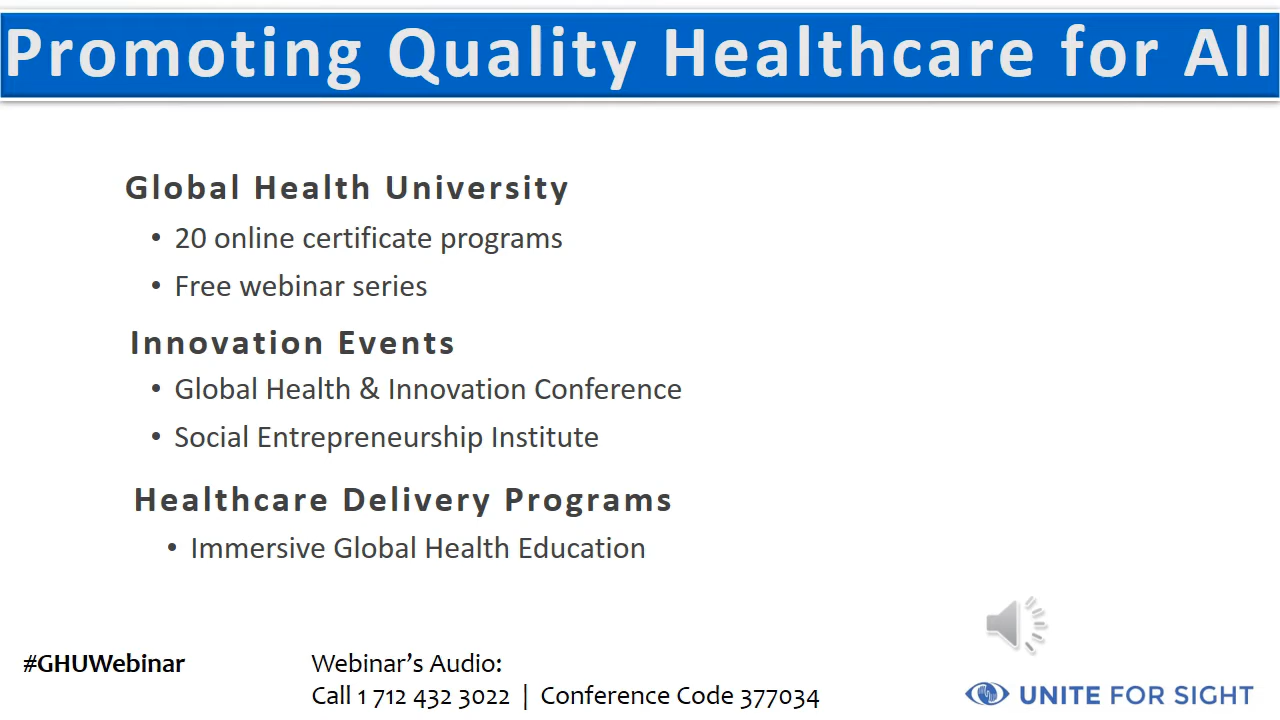 Promoting Quality Healthcare for All
Global Health University
• 20 online certificate programs
• Free webinar series
Innovation Events
• Global Health & Innovation Conference
• Social Entrepreneurship Institute
Healthcare Delivery Programs
• Immersive Global Health Education
#GHUWebinar
Webinar’s Audio:
Call 1 712 432 3022 | Conference Code 377034
UNITE FOR SIGHT